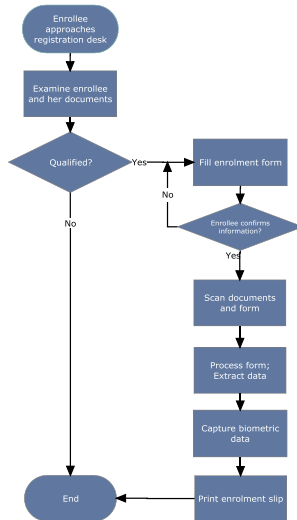 Enrollee
approaches
registration desk
Examine enrollee
and her documents
Qualified?
Yes
Fill enrolment form
No
Enrollee confirms
information?
No
Yes
Scan documents
and form
Process form;
Extract data
Capture biometric
data
End
Print enrolment slip